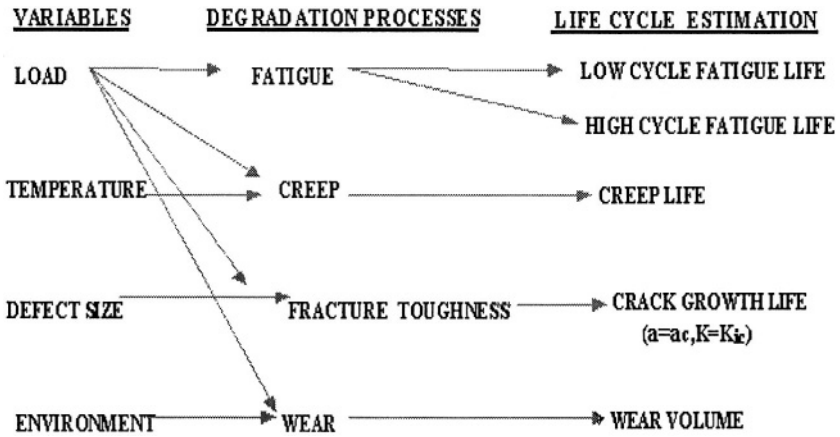 VARIABLES DEGRADATION PROCESSES LIFE CYCLE ESTIMATION
LOAD FATIGUE LOW CYCLE FATIGUE LIFE
HIGH CYCLE FATIGUE LIFE
TEMPERATURE CREEP CREEP LIFE
DEFECT SIZE FRACTURE TOUGHNESS CRACK GROWTH LIFE
(a=ac,K=Kic)
ENVIRONMENT WEAR WEAR VOLUME